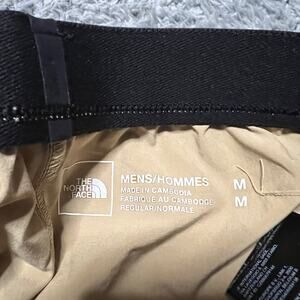 THE
NORTH
FACE
MENS/HOMMES M
MADE IN CAMBODIA
FABRIQUÉ AU CAMBODGE M
REGULAR/NORMALE